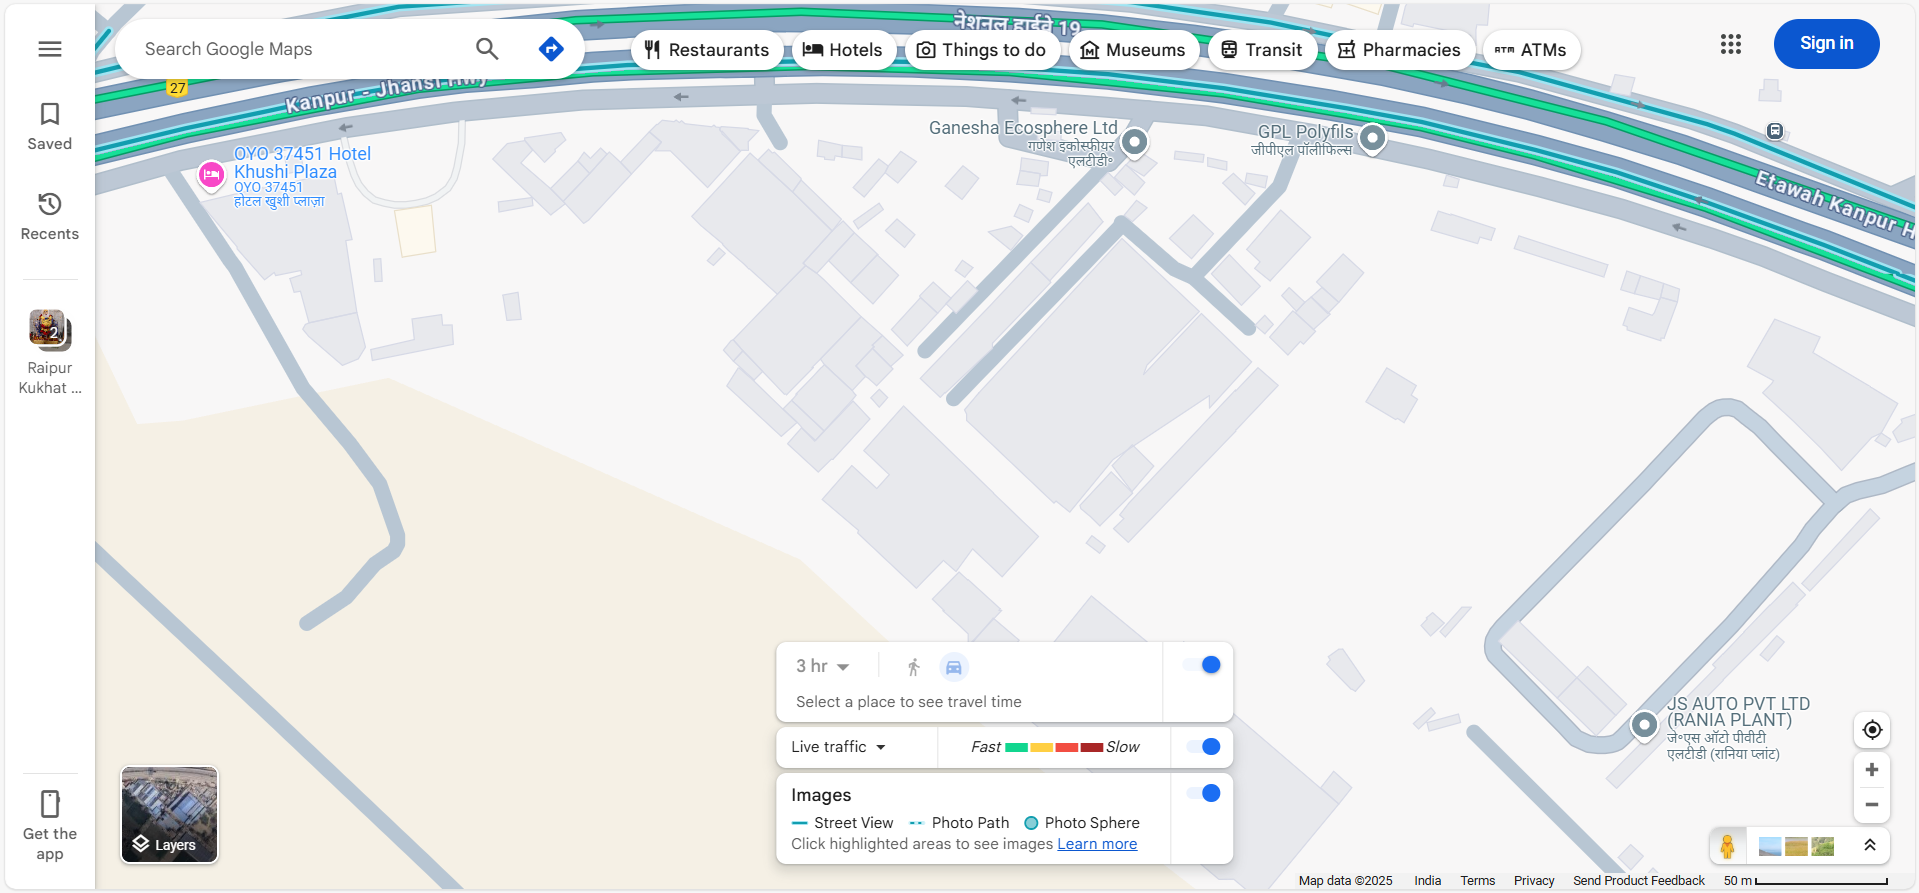 Search Google Maps
Restaurants
Hotels
Things to do
Museums
Transit
Pharmacies
ATMs
Sign in
नेशनल हाईवे 19
Kanpur - Jhansi Hwy
27
Etawah Kanpur H
Saved
Recents
2
Raipur
Kukhat ...
Get the
app
OYO 37451 Hotel
Khushi Plaza
OYO 37451
होटल खुशी प्लाज़ा
Ganesha Ecosphere Ltd
गणेश इकोस्फीयर
एलटीडी॰
GPL Polyfils
जीपीएल पॉलीफिल्स
JS AUTO PVT LTD
(RANIA PLANT)
जे॰एस ऑटो पीवीटी
एलटीडी (रानिया प्लांट)
3 hr
Select a place to see travel time
Live traffic
Fast
Slow
Images
Street View
Photo Path
Photo Sphere
Click highlighted areas to see images Learn more
Layers
Map data ©2025
India
Terms
Privacy
Send Product Feedback
50 m